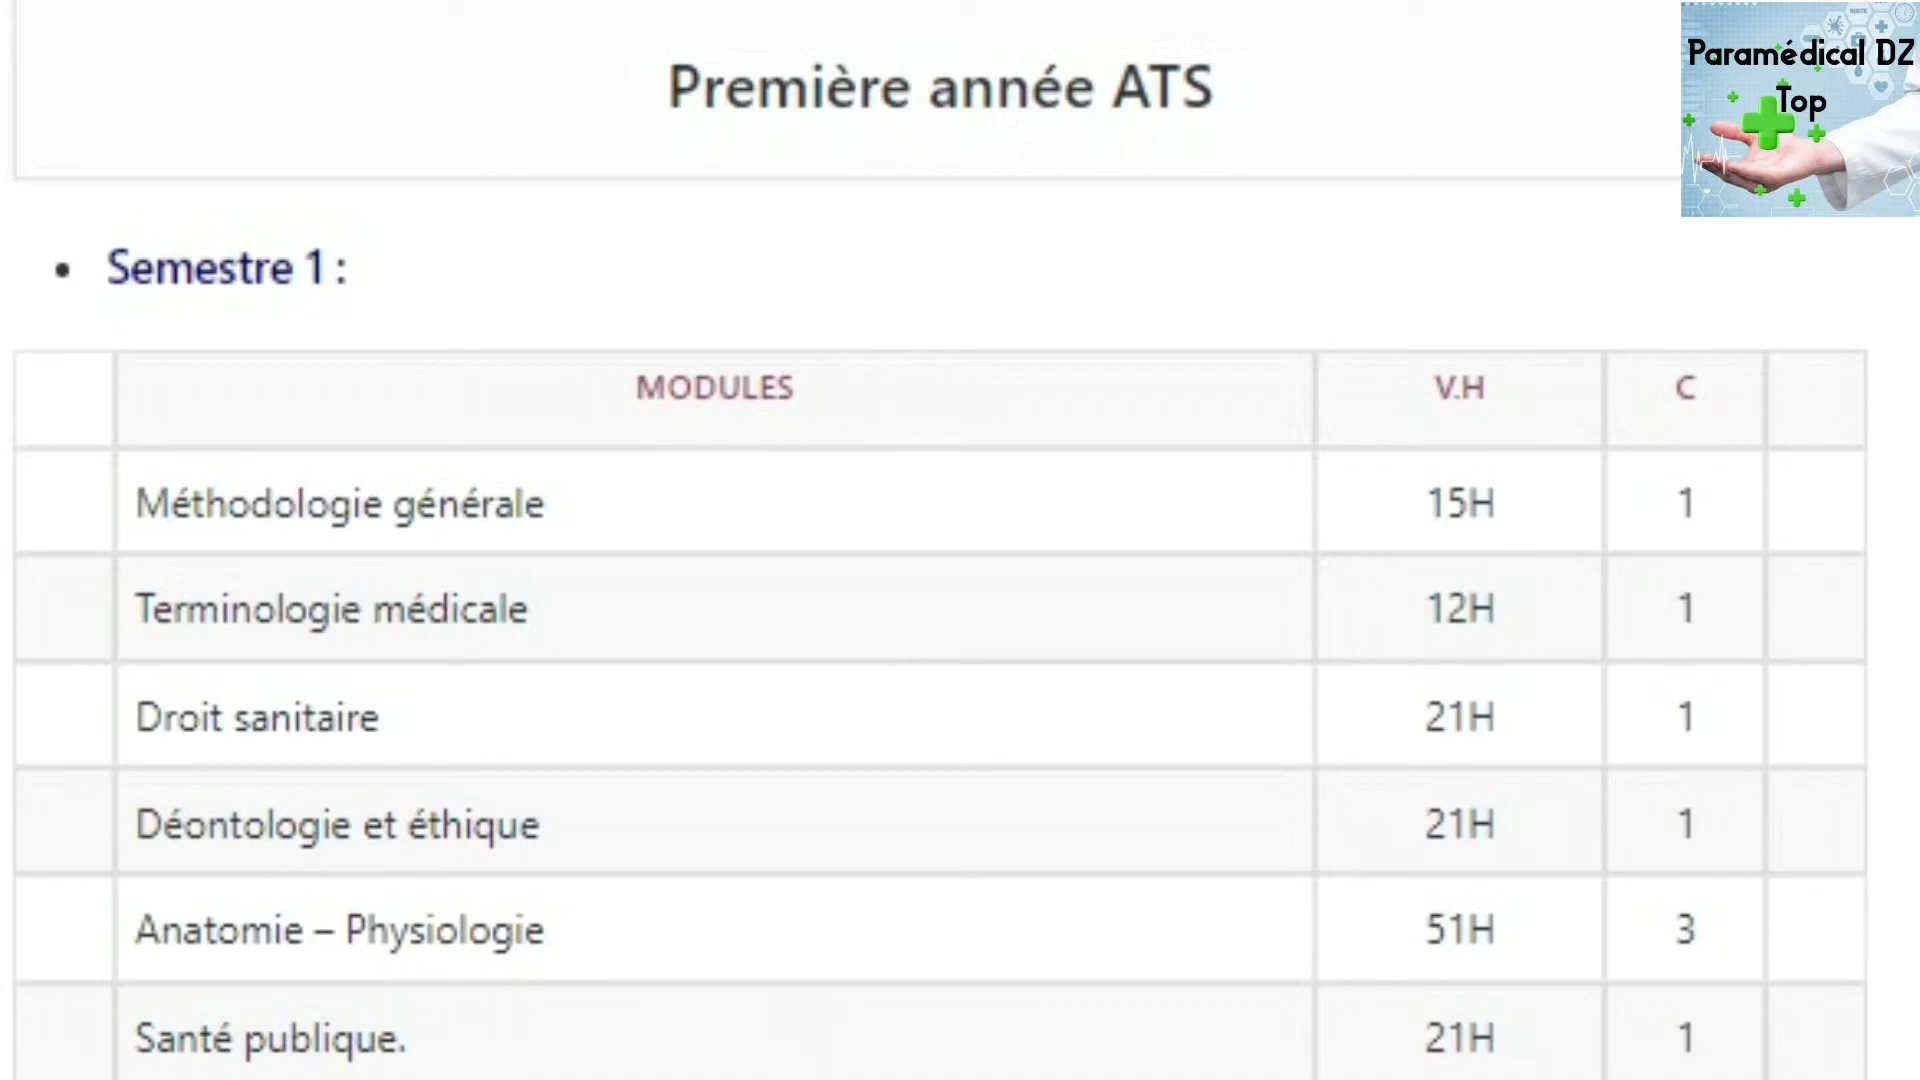 Première année ATS
Paramédical DZ
Top
HEALTH
• Semestre 1 :
MODULES V.H C
Méthodologie générale 15H 1
Terminologie médicale 12H 1
Droit sanitaire 21H 1
Déontologie et éthique 21H 1
Anatomie – Physiologie 51H 3
Santé publique. 21H 1